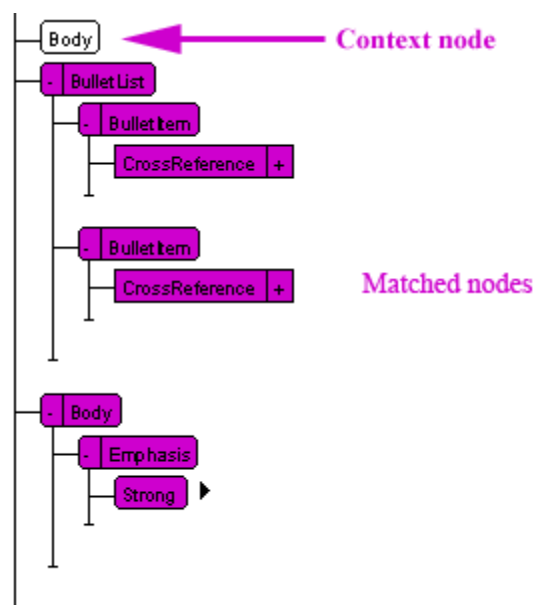 Body
Context node
- BulletList
- BulletItem
CrossReference +
- BulletItem
CrossReference +
Matched nodes
- Body
- Emphasis
Strong